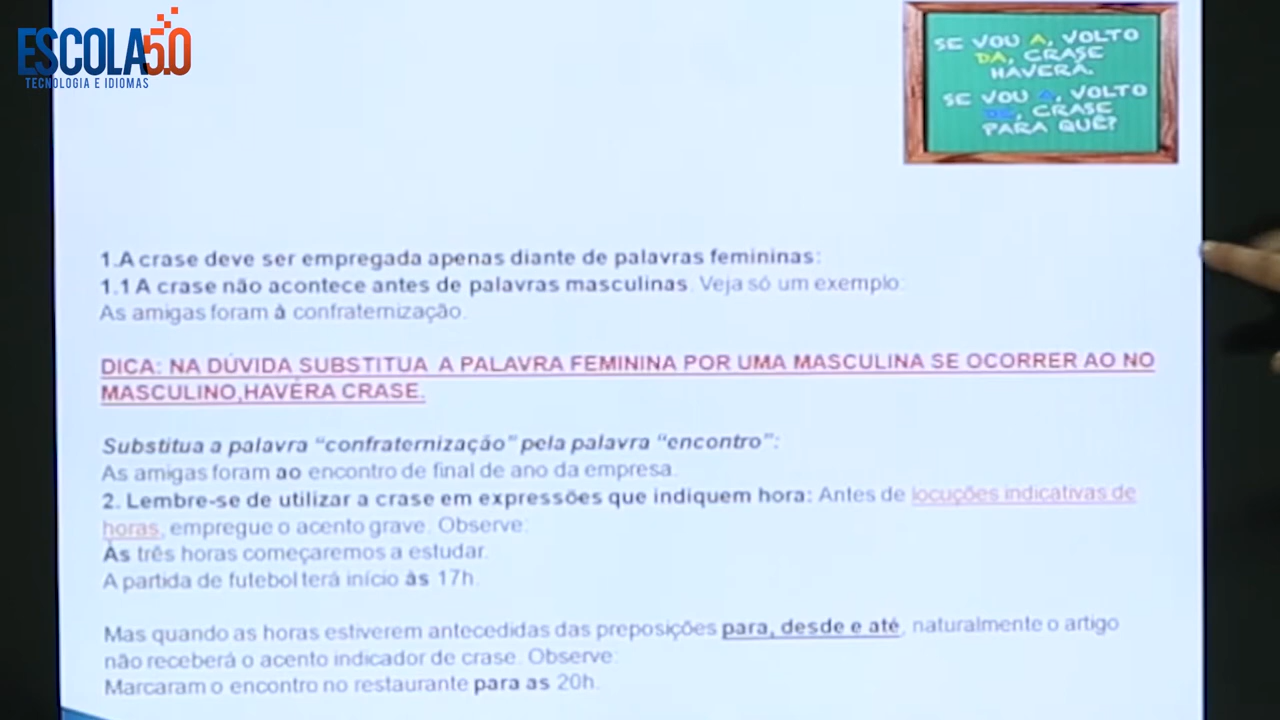 ESCOLA5.0
TECNOLOGIA E IDIOMAS
SE VOU A, VOLTO
DA, CRASE
HAVERÁ.
SE VOU A, VOLTO
DE, CRASE
PARA QUÊ?
1.A crase deve ser empregada apenas diante de palavras femininas:
1.1 A crase não acontece antes de palavras masculinas. Veja só um exemplo:
As amigas foram à confraternização.
DICA: NA DÚVIDA SUBSTITUA A PALAVRA FEMININA POR UMA MASCULINA SE OCORRER AO NO
MASCULINO,HAVERA CRASE.
Substitua a palavra “confraternização” pela palavra “encontro”:
As amigas foram ao encontro de final de ano da empresa.
2. Lembre-se de utilizar a crase em expressões que indiquem hora: Antes de locuções indicativas de
horas, empregue o acento grave. Observe:
Às três horas começaremos a estudar.
A partida de futebol terá início às 17h.
Mas quando as horas estiverem antecedidas das preposições para, desde e até, naturalmente o artigo
não receberá o acento indicador de crase. Observe:
Marcaram o encontro no restaurante para as 20h.